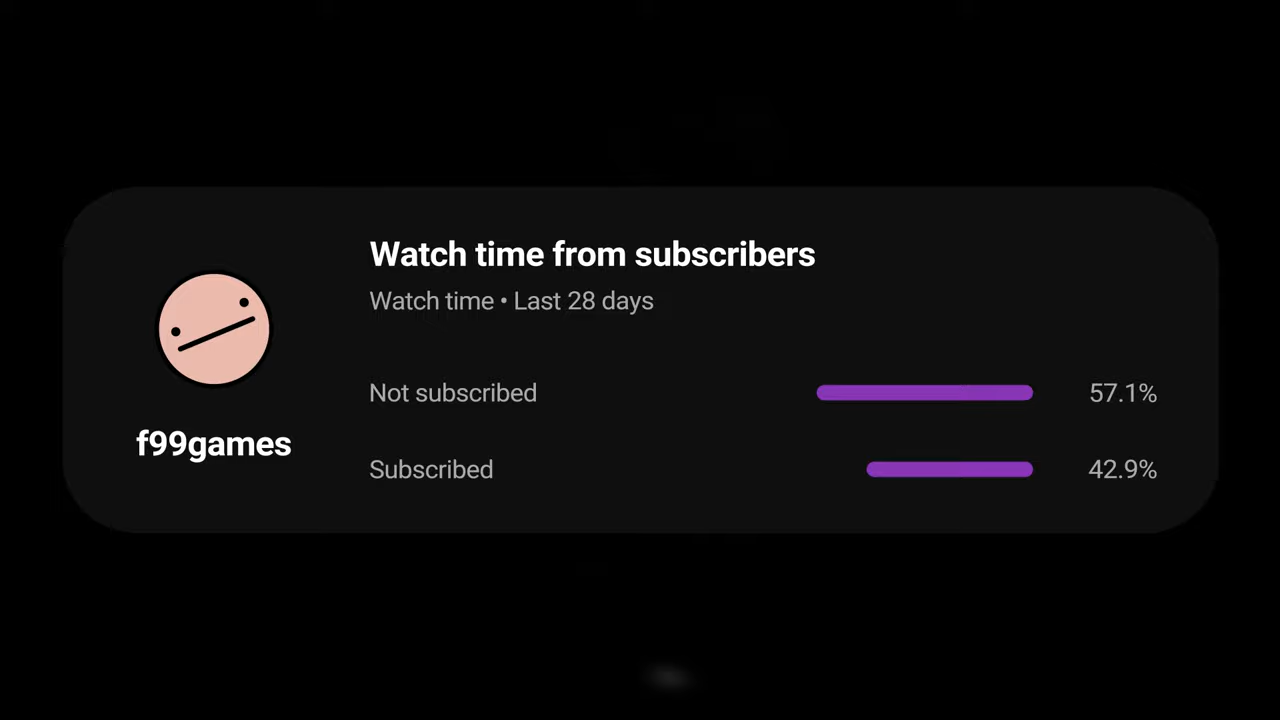 Watch time from subscribers
Watch time • Last 28 days
Not subscribed 57.1%
f99games
Subscribed 42.9%